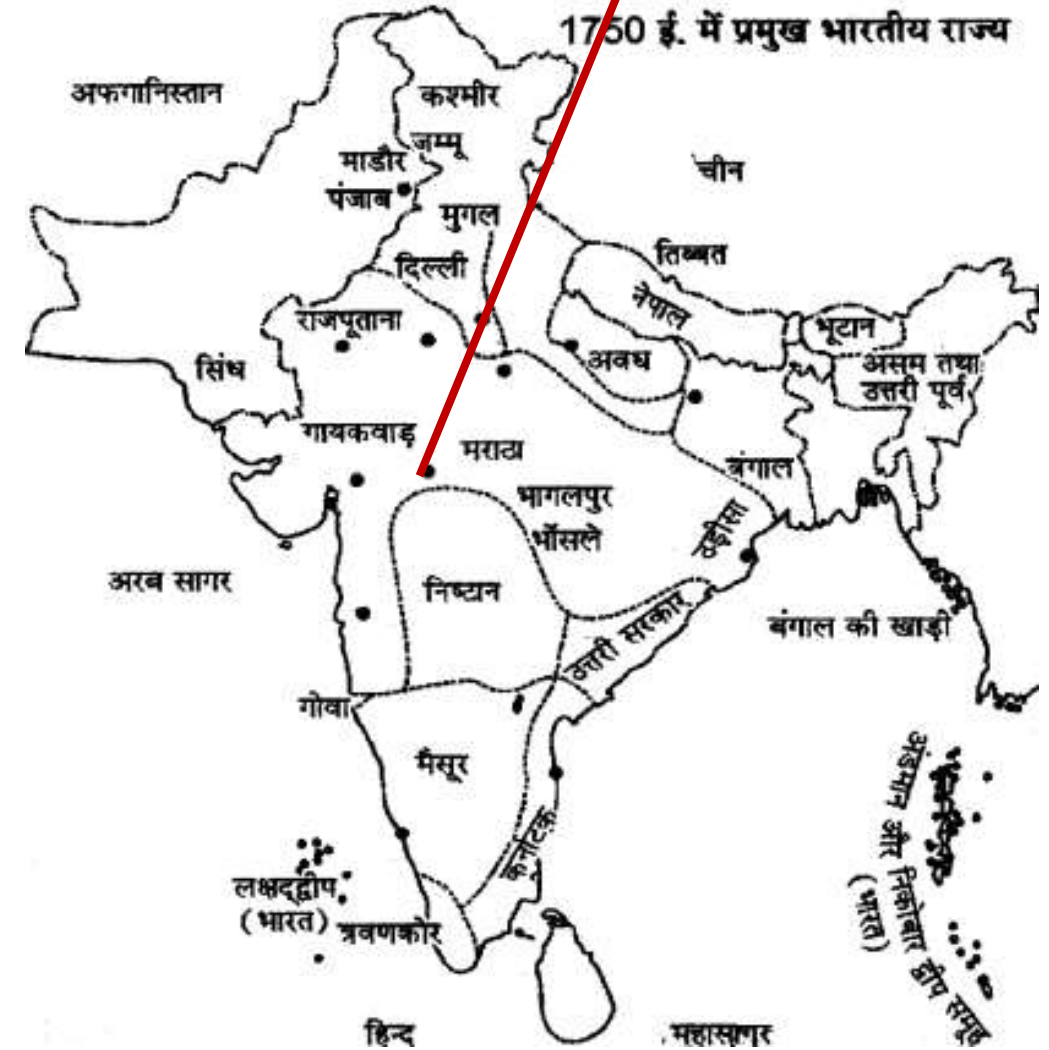 1750 ई. में प्रमुख भारतीय राज्य
अफगानिस्तान
कश्मीर
जम्मू
माडौर
पंजाब
चीन
मुगल
दिल्ली
तिब्बत
नेपाल
भूटान
राजपूताना
अवध
असम तथा
उत्तरी पूर्व
सिंध
गायकवाड़
मराठा
बंगाल
भागलपुर
भोंसले
उड़ीसा
अरब सागर
निष्टान
उत्तरी सरकार
बंगाल की खाड़ी
गोवा
मैसूर
कर्नाटक
अंडमान और निकोबार द्वीप समूह
(भारत)
लक्षद्द्वीप
(भारत)
त्रवणकोर
हिन्द महासागर